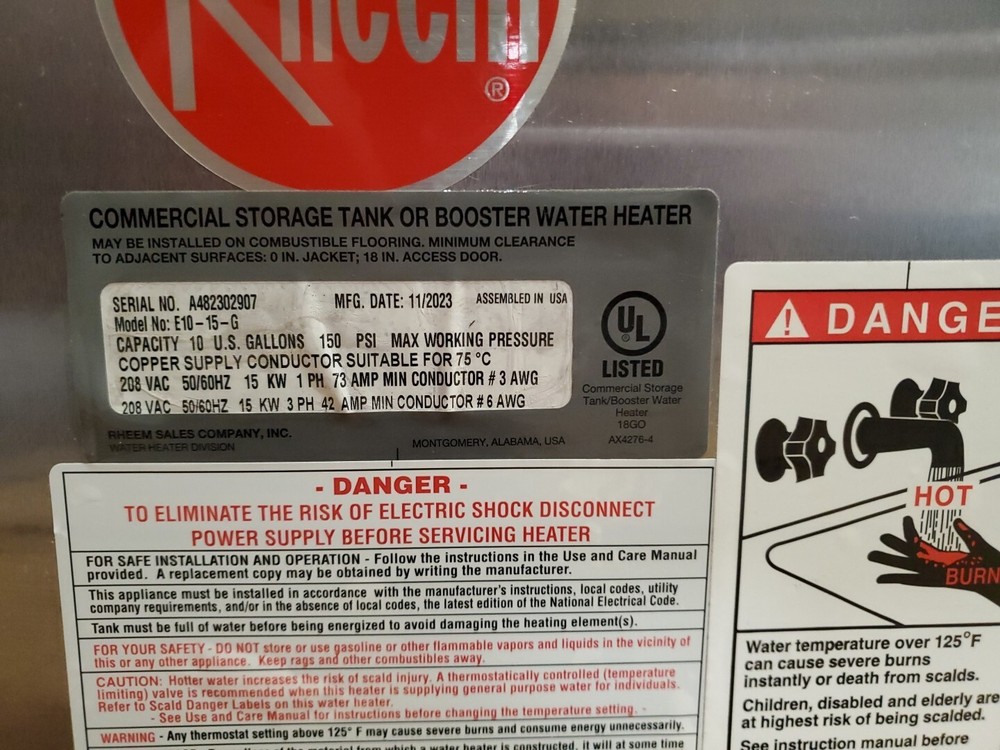 Rheem
®
COMMERCIAL STORAGE TANK OR BOOSTER WATER HEATER
MAY BE INSTALLED ON COMBUSTIBLE FLOORING. MINIMUM CLEARANCE
TO ADJACENT SURFACES: 0 IN. JACKET; 18 IN. ACCESS DOOR.
SERIAL NO. A482302907 MFG. DATE: 11/2023 ASSEMBLED IN USA
Model No: E10-15-G
CAPACITY 10 U.S. GALLONS 150 PSI MAX WORKING PRESSURE
COPPER SUPPLY CONDUCTOR SUITABLE FOR 75 °C
208 VAC 50/60HZ 15 KW 1 PH 73 AMP MIN CONDUCTOR # 3 AWG
208 VAC 50/60HZ 15 KW 3 PH 42 AMP MIN CONDUCTOR # 6 AWG
UL
®
LISTED
Commercial Storage
Tank/Booster Water
Heater
18GO
AX4276-4
RHEEM SALES COMPANY, INC.
WATER HEATER DIVISION
MONTGOMERY, ALABAMA, USA
- DANGER -
TO ELIMINATE THE RISK OF ELECTRIC SHOCK DISCONNECT
POWER SUPPLY BEFORE SERVICING HEATER
FOR SAFE INSTALLATION AND OPERATION - Follow the instructions in the Use and Care Manual
provided. A replacement copy may be obtained by writing the manufacturer.
This appliance must be installed in accordance with the manufacturer's instructions, local codes, utility
company requirements, and/or in the absence of local codes, the latest edition of the National Electrical Code.
Tank must be full of water before being energized to avoid damaging the heating element(s).
FOR YOUR SAFETY - DO NOT store or use gasoline or other flammable vapors and liquids in the vicinity of
this or any other appliance. Keep rags and other combustibles away.
CAUTION: Hotter water increases the risk of scald injury. A thermostatically controlled (temperature
limiting) valve is recommended when this heater is supplying general purpose water for individuals.
Refer to Scald Danger Labels on this water heater.
- See Use and Care Manual for instructions before changing the temperature setting. -
WARNING - Any thermostat setting above 125° F may cause severe burns and consume energy unnecessarily.
of the material from which a water heater is constructed, it will at some time
DANGE
HOT
BURN
Water temperature over 125°F
can cause severe burns
instantly or death from scalds.
Children, disabled and elderly are
at highest risk of being scalded.
See instruction manual before